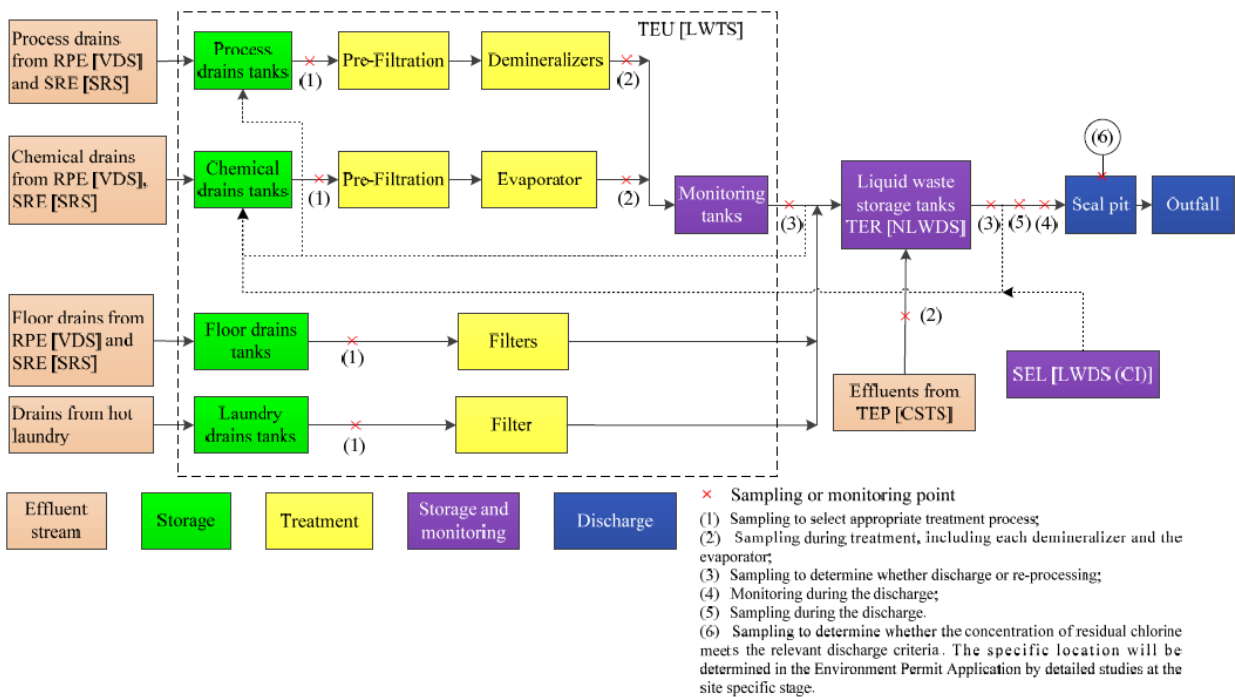 TEU [LWTS]
Process drains
from RPE [VDS]
and SRE [SRS]
Process
drains tanks
(1)
Pre-Filtration
Demineralizers
(2)
Chemical drains
from RPE [VDS],
SRE [SRS]
Chemical
drains tanks
(1)
Pre-Filtration
Evaporator
(2)
Monitoring
tanks
(3)
Liquid waste
storage tanks
TER [NLWDS]
(3)
(5)
(4)
(6)
Seal pit
Outfall
Floor drains from
RPE [VDS] and
SRE [SRS]
Floor drains
tanks
(1)
Filters
(2)
Effluents from
TEP [CSTS]
SEL [LWDS (CI)]
Drains from hot
laundry
Laundry
drains tanks
(1)
Filter
Effluent
stream
Storage
Treatment
Storage and
monitoring
Discharge
× Sampling or monitoring point
(1) Sampling to select appropriate treatment process;
(2) Sampling during treatment, including each demineralizer and the
evaporator;
(3) Sampling to determine whether discharge or re-processing;
(4) Monitoring during the discharge;
(5) Sampling during the discharge.
(6) Sampling to determine whether the concentration of residual chlorine
meets the relevant discharge criteria. The specific location will be
determined in the Environment Permit Application by detailed studies at the
site specific stage.